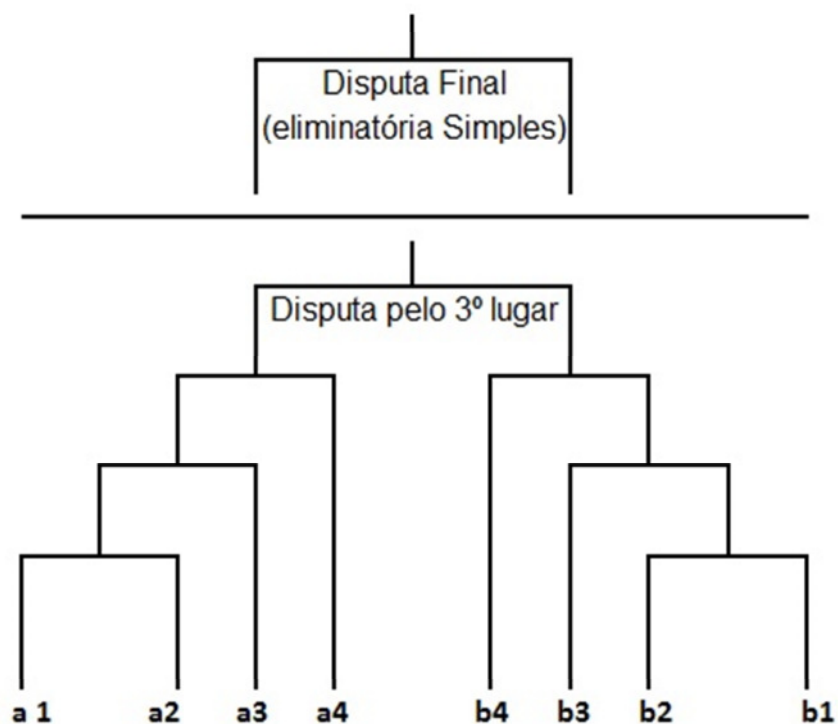 Disputa Final
(eliminatória Simples)
Disputa pelo 3º lugar
a 1 a2 a3 a4 b4 b3 b2 b1